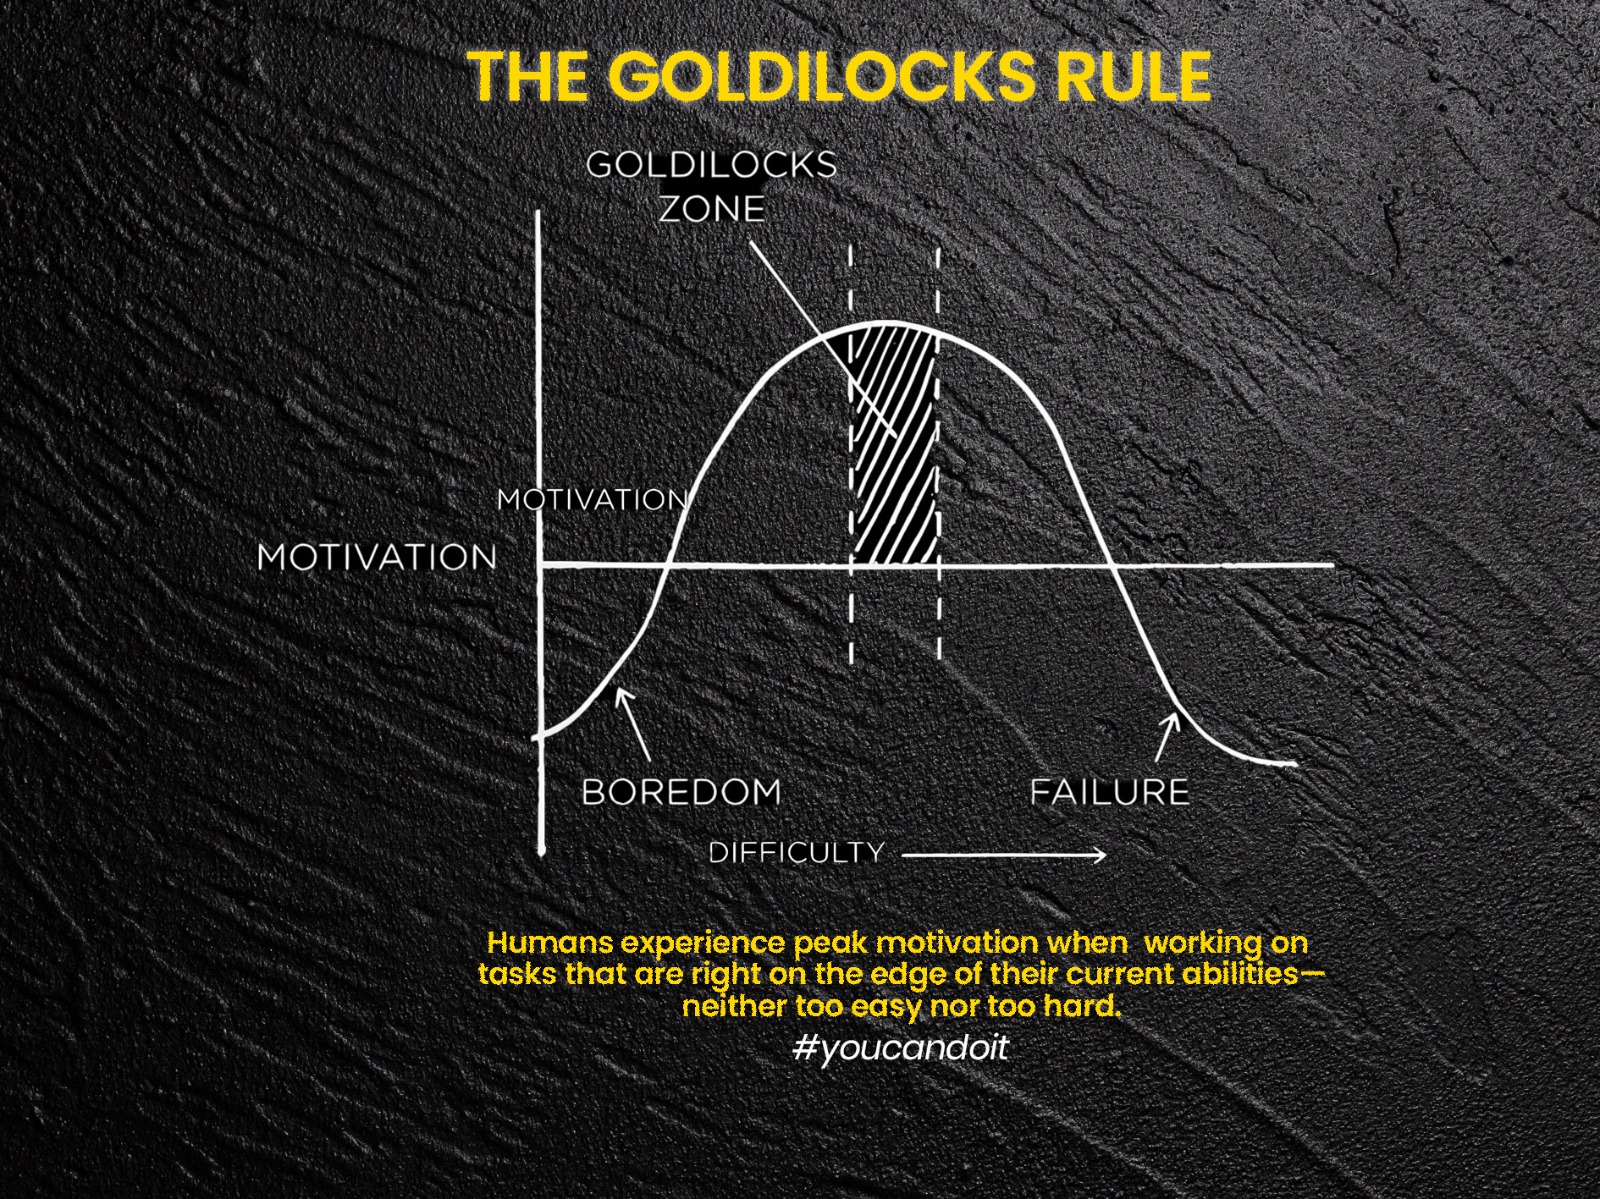 THE GOLDILOCKS RULE
GOLDILOCKS
ZONE
MOTIVATION
MOTIVATION
BOREDOM
FAILURE
DIFFICULTY
Humans experience peak motivation when  working on
tasks that are right on the edge of their current abilities—
neither too easy nor too hard.
#youcandoit